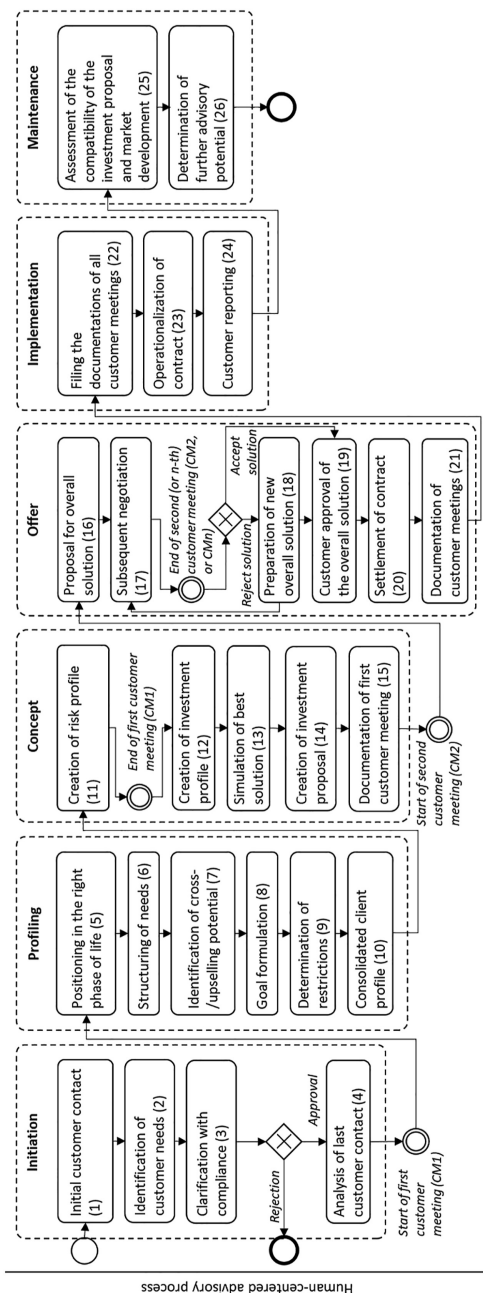 Human-centered advisory process
Initiation
Initial customer contact
(1)
Identification of
customer needs (2)
Clarification with
compliance (3)
Rejection
Approval
Analysis of last
customer contact (4)
Start of first
customer
meeting (CM1)
Profiling
Positioning in the right
phase of life (5)
Structuring of needs (6)
Identification of cross-
/upselling potential (7)
Goal formulation (8)
Determination of
restrictions (9)
Consolidated client
profile (10)
Concept
Creation of risk profile
(11)
End of first customer
meeting (CM1)
Creation of investment
profile (12)
Simulation of best
solution (13)
Creation of investment
proposal (14)
Documentation of first
customer meeting (15)
Start of second
customer
meeting (CM2)
Offer
Proposal for overall
solution (16)
Subsequent negotiation
(17)
End of second (or n-th)
customer meeting (CM2,
or CMn)
Reject solution
Accept
solution
Preparation of new
overall solution (18)
Customer approval of
the overall solution (19)
Settlement of contract
(20)
Documentation of
customer meetings (21)
Implementation
Filing the
documentations of all
customer meetings (22)
Operationalization of
contract (23)
Customer reporting (24)
Maintenance
Assessment of the
compatibility of the
investment proposal
and market
development (25)
Determination of
further advisory
potential (26)